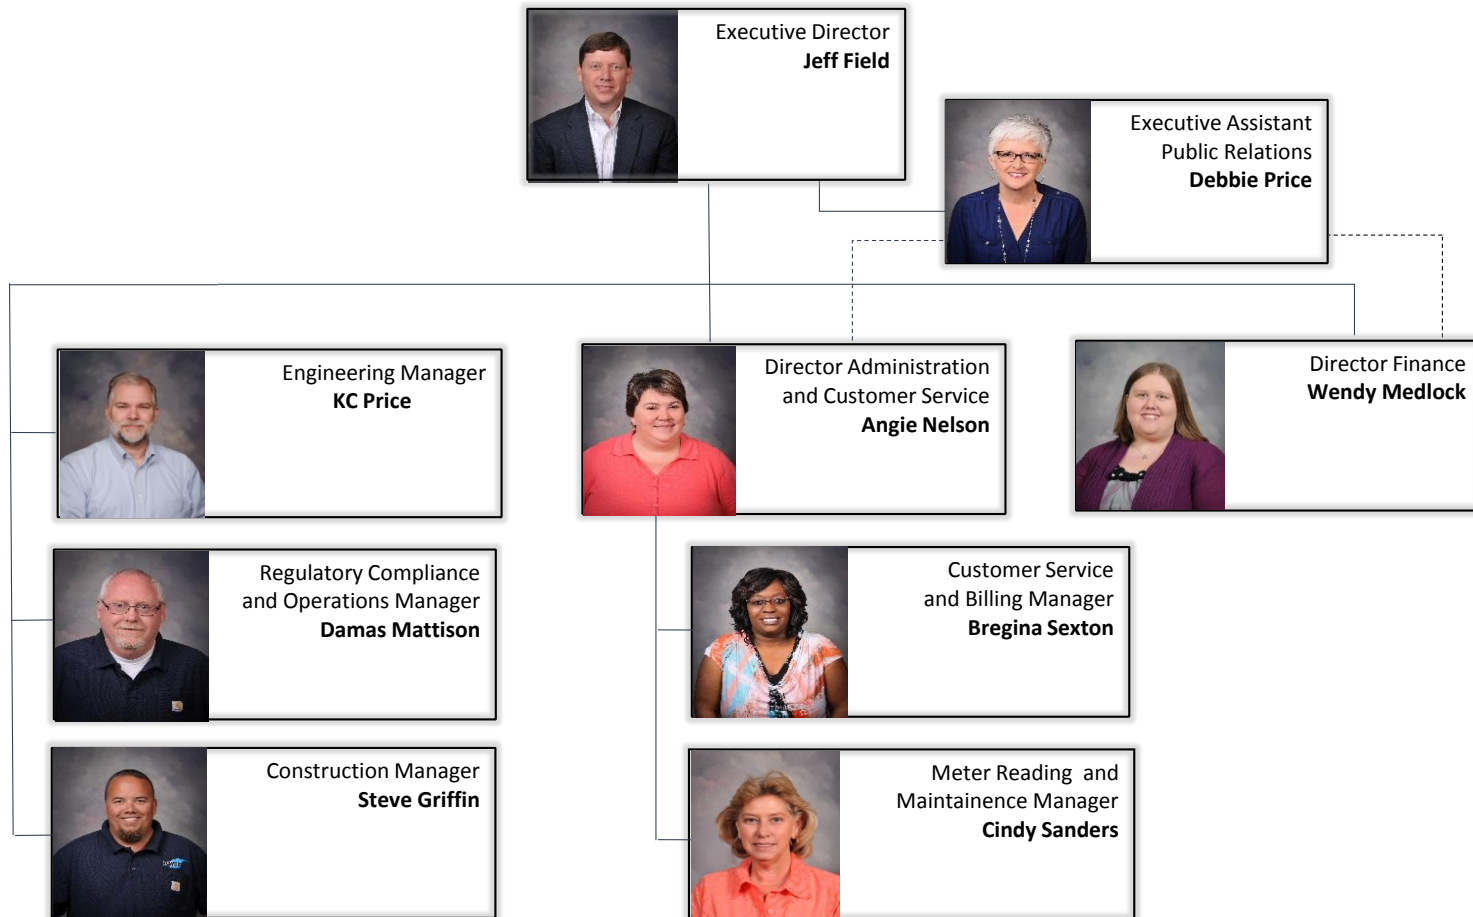 Executive Director
Jeff Field
Executive Assistant
Public Relations
Debbie Price
Engineering Manager
KC Price
Director Administration
and Customer Service
Angie Nelson
Director Finance
Wendy Medlock
Regulatory Compliance
and Operations Manager
Damas Mattison
Customer Service
and Billing Manager
Bregina Sexton
Construction Manager
Steve Griffin
Meter Reading  and
Maintainence Manager
Cindy Sanders